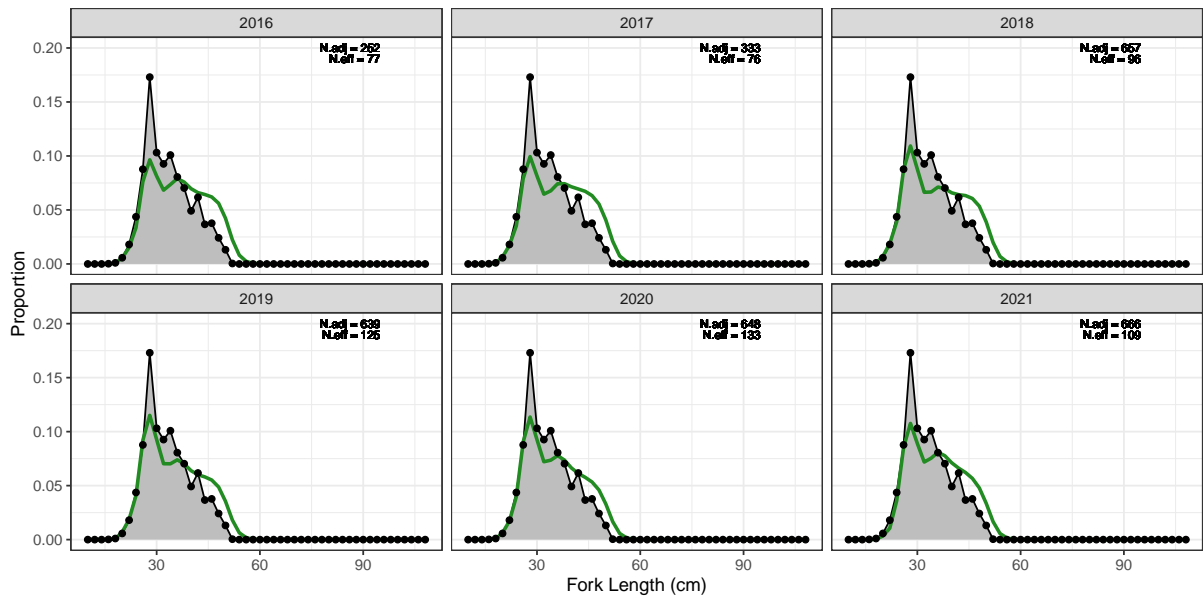 2016
2017
2018
N.adj = 252
N.eff = 77
N.adj = 333
N.eff = 76
N.adj = 657
N.eff = 96
0.20
0.15
0.10
0.05
0.00
2019
2020
2021
N.adj = 639
N.eff = 125
N.adj = 648
N.eff = 133
N.adj = 666
N.eff = 109
0.20
0.15
0.10
0.05
0.00
Proportion
30
60
90
30
60
90
30
60
90
Fork Length (cm)